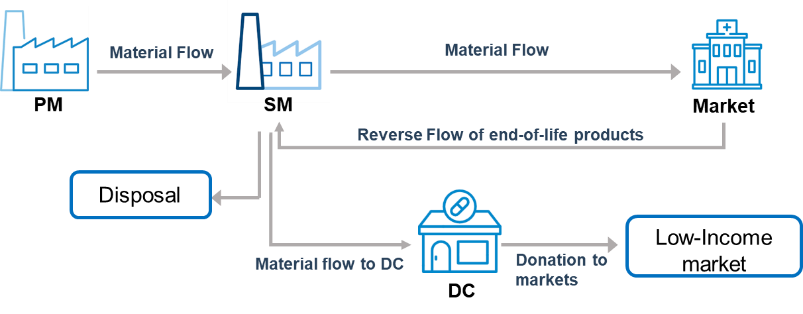 Material Flow
Material Flow
PM
SM
Market
Reverse Flow of end-of-life products
Disposal
Material flow to DC
DC
Donation to
markets
Low-Income
market